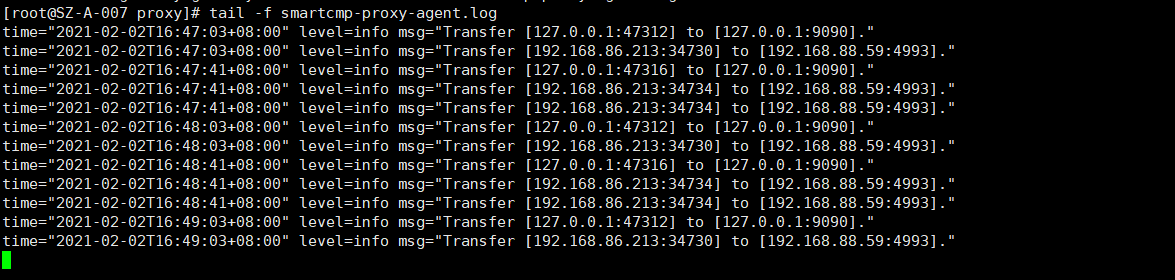 [root@SZ-A-007 proxy]# tail -f smartcmp-proxy-agent.log
time="2021-02-02T16:47:03+08:00" level=info msg="Transfer [127.0.0.1:47312] to [127.0.0.1:9090]."
time="2021-02-02T16:47:03+08:00" level=info msg="Transfer [192.168.86.213:34730] to [192.168.88.59:4993]."
time="2021-02-02T16:47:41+08:00" level=info msg="Transfer [127.0.0.1:47316] to [127.0.0.1:9090]."
time="2021-02-02T16:47:41+08:00" level=info msg="Transfer [192.168.86.213:34734] to [192.168.88.59:4993]."
time="2021-02-02T16:47:41+08:00" level=info msg="Transfer [192.168.86.213:34734] to [192.168.88.59:4993]."
time="2021-02-02T16:48:03+08:00" level=info msg="Transfer [127.0.0.1:47312] to [127.0.0.1:9090]."
time="2021-02-02T16:48:03+08:00" level=info msg="Transfer [192.168.86.213:34730] to [192.168.88.59:4993]."
time="2021-02-02T16:48:41+08:00" level=info msg="Transfer [127.0.0.1:47316] to [127.0.0.1:9090]."
time="2021-02-02T16:48:41+08:00" level=info msg="Transfer [192.168.86.213:34734] to [192.168.88.59:4993]."
time="2021-02-02T16:48:41+08:00" level=info msg="Transfer [192.168.86.213:34734] to [192.168.88.59:4993]."
time="2021-02-02T16:49:03+08:00" level=info msg="Transfer [127.0.0.1:47312] to [127.0.0.1:9090]."
time="2021-02-02T16:49:03+08:00" level=info msg="Transfer [192.168.86.213:34730] to [192.168.88.59:4993]."